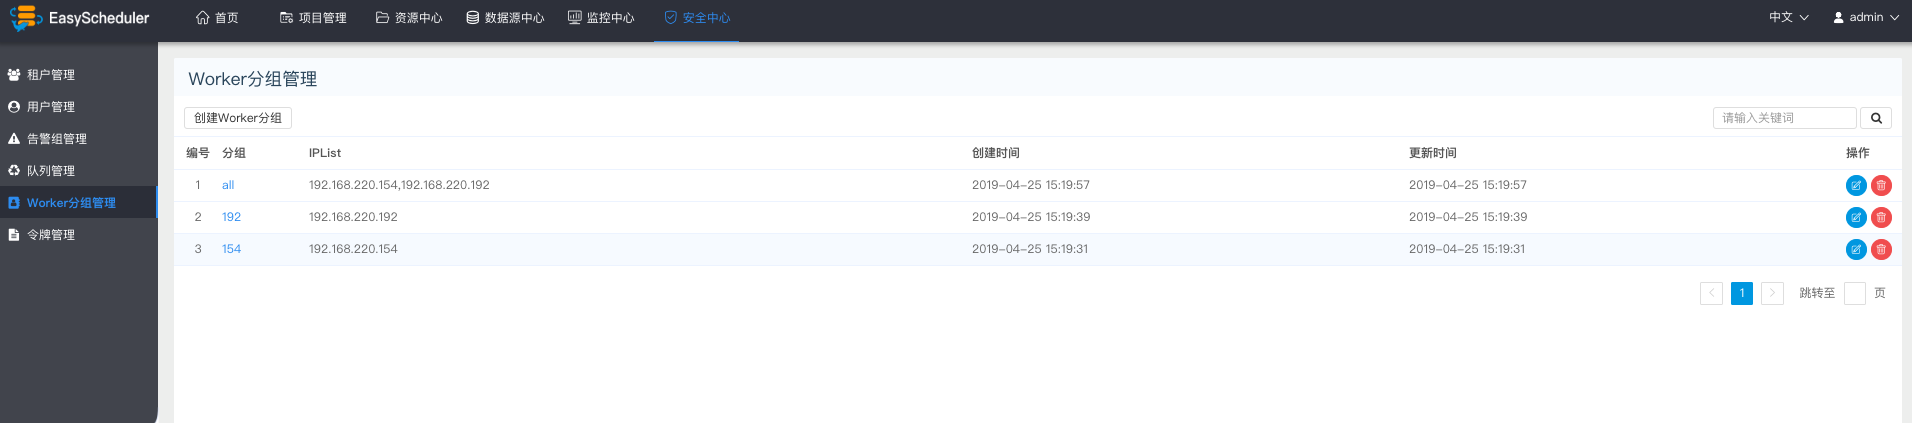 EasyScheduler 首页 项目管理 资源中心 数据源中心 监控中心 安全中心 中文 admin
租户管理
用户管理
告警组管理
队列管理
Worker分组管理
令牌管理
Worker分组管理
创建Worker分组 请输入关键词
编号 分组 IPList 创建时间 更新时间 操作
1 all 192.168.220.154,192.168.220.192 2019-04-25 15:19:57 2019-04-25 15:19:57
2 192 192.168.220.192 2019-04-25 15:19:39 2019-04-25 15:19:39
3 154 192.168.220.154 2019-04-25 15:19:31 2019-04-25 15:19:31
1 跳转至 页